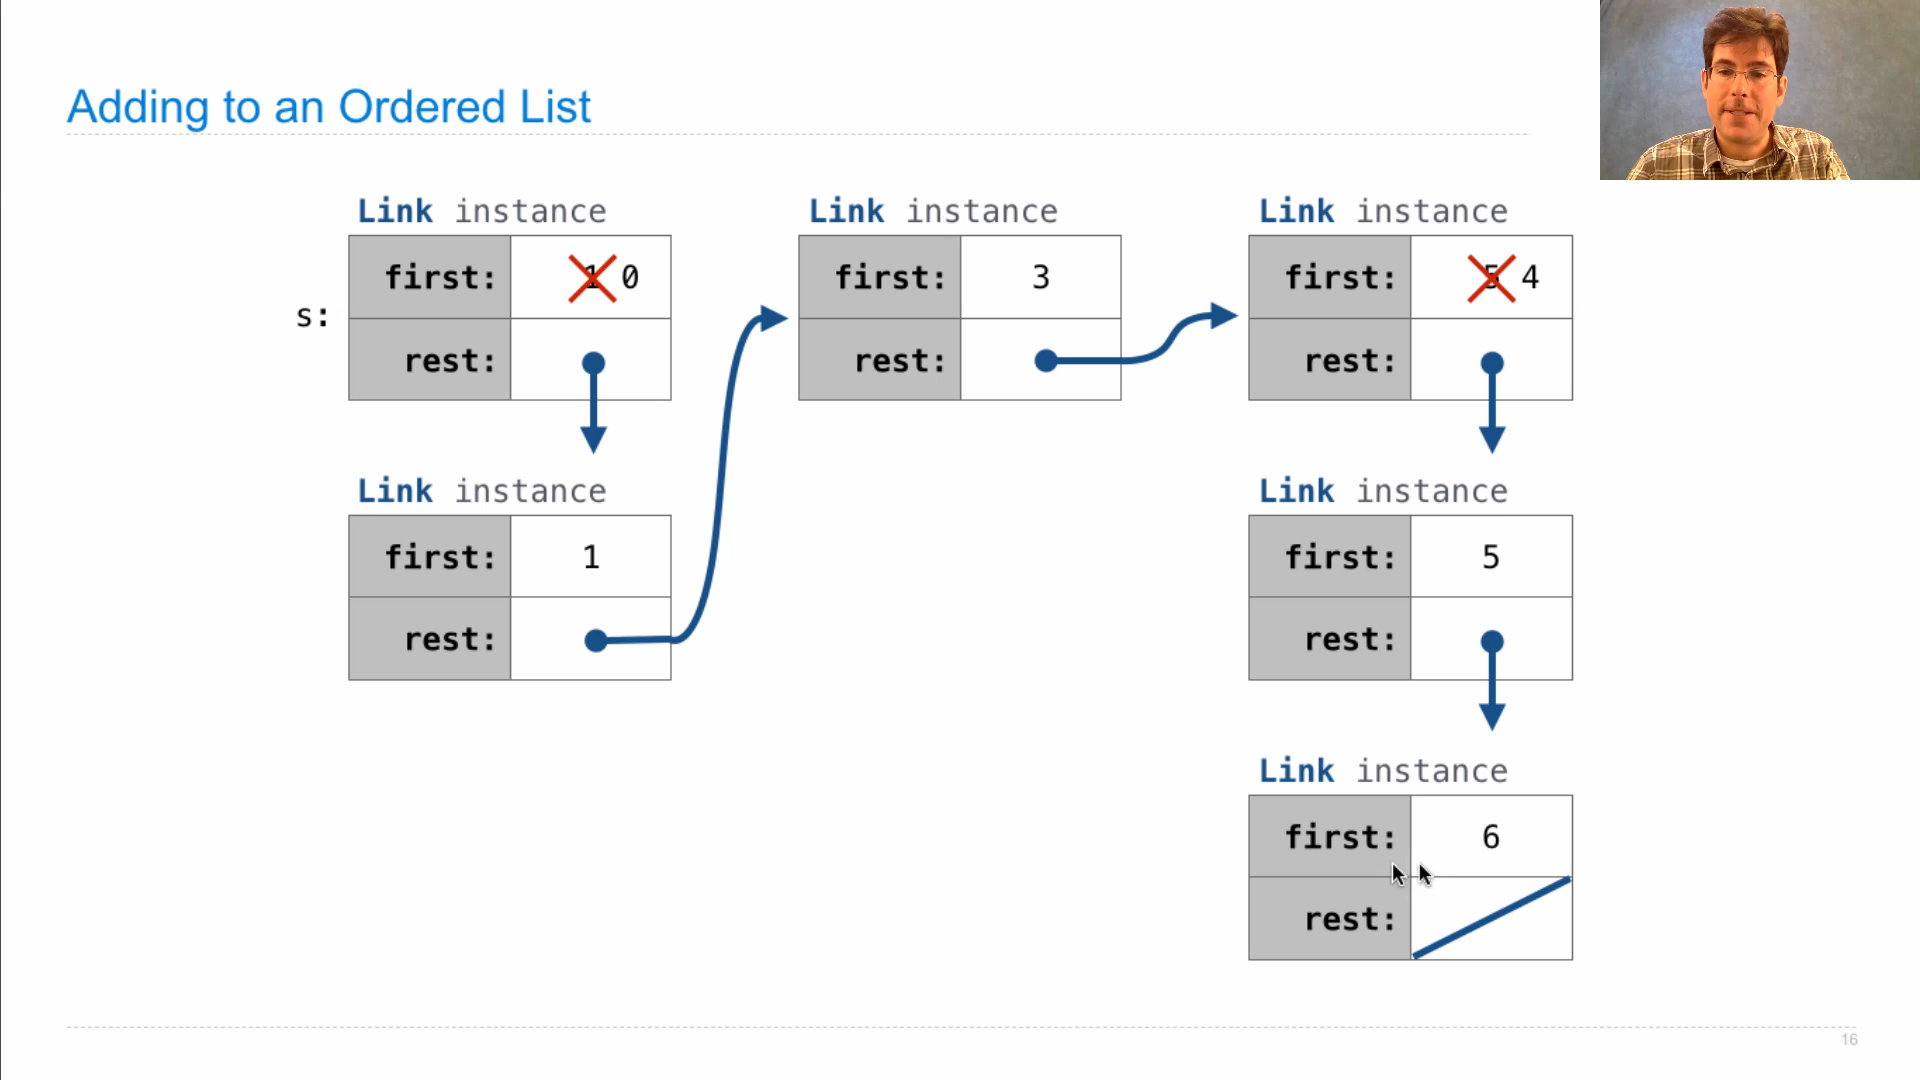 Adding to an Ordered List
s:
Link instance
first: 1 0
rest:
Link instance
first: 1
rest:
Link instance
first: 3
rest:
Link instance
first: 5 4
rest:
Link instance
first: 5
rest:
Link instance
first: 6
rest:
16